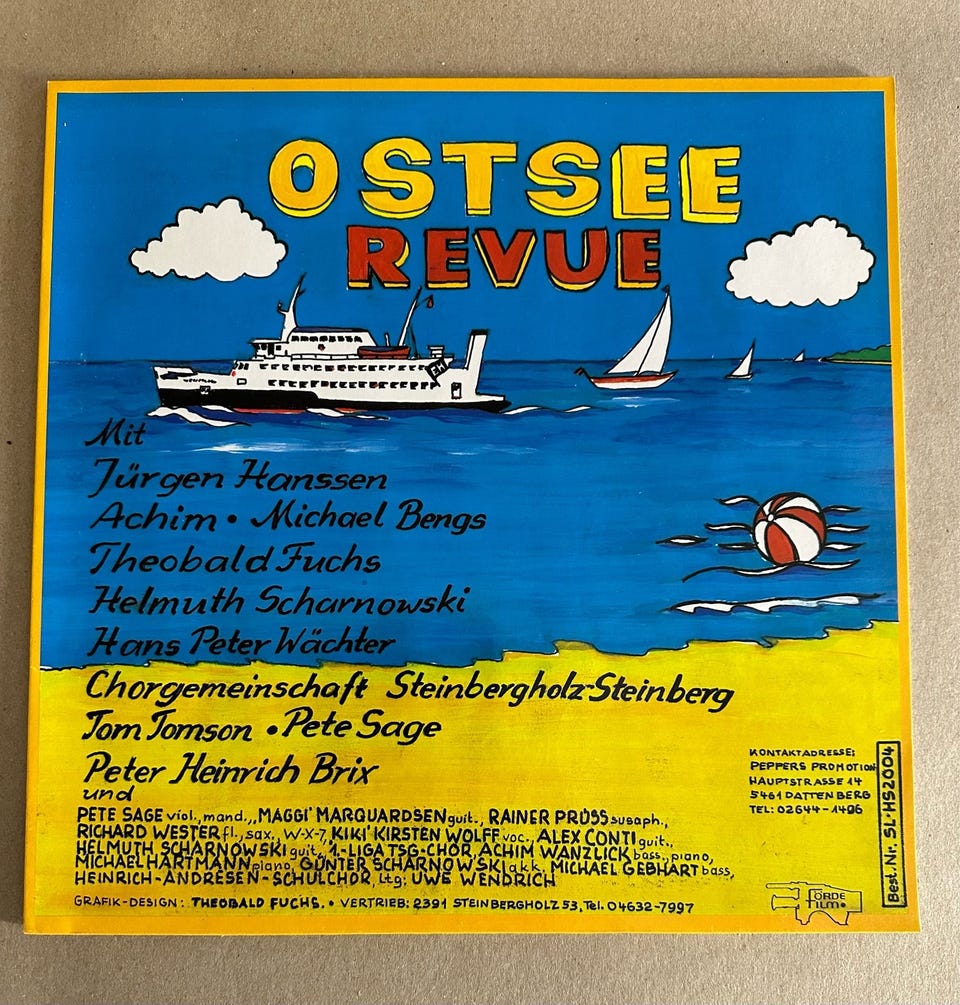 OSTSEE
REVUE
EHJ
Mit
Jürgen Hanssen
Achim • Michael Bengs
Theobald Fuchs
Helmuth Scharnowski
Hans Peter Wächter
Chorgemeinschaft Steinbergholz-Steinberg
Tom Tomson • Pete Sage
Peter Heinrich Brix
und
PETE SAGE viol., mand., MAGGI' MARQUARDSEN guit., RAINER PRÜSS susaph.,
RICHARD WESTER fl., sax., W-X-7, KIKI' KIRSTEN WOLFF voc., ALEX CONTI guit.,
HELMUTH SCHARNOWSKI guit., 1.-LIGA TSG-CHOR, ACHIM WANZLICK bass, piano,
MICHAEL HARTMANN piano, GÜNTER SCHARNOWSKI akk., MICHAEL GEBHART bass,
HEINRICH-ANDRESEN-SCHULCHOR, Ltg: UWE WENDRICH
GRAFIK-DESIGN: THEOBALD FUCHS. • VERTRIEB: 2391 STEINBERGHOLZ 53, Tel. 04632-7997
KONTAKTADRESSE:
PEPPERS PROMOTION
HAUPTSTRASSE 14
5461 DATTENBERG
TEL: 02644-1496
Best.Nr. SL·HS2004
FÖRDE
FILM